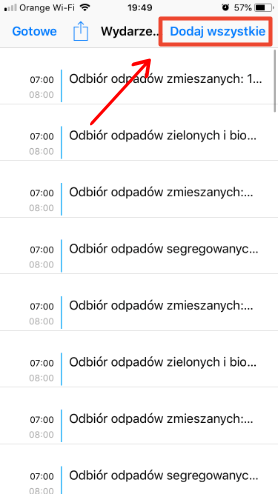 Orange Wi-Fi 19:49 57%
Gotowe Wydarze... Dodaj wszystkie
07:00 Odbiór odpadów zmieszanych: 1...
08:00
07:00 Odbiór odpadów zielonych i bio...
08:00
07:00 Odbiór odpadów zmieszanych:...
08:00
07:00 Odbiór odpadów segregowanyc...
08:00
07:00 Odbiór odpadów zmieszanych:...
08:00
07:00 Odbiór odpadów zielonych i bio...
08:00
07:00 Odbiór odpadów zmieszanych:...
08:00
07:00 Odbiór odpadów segregowanyc...
08:00